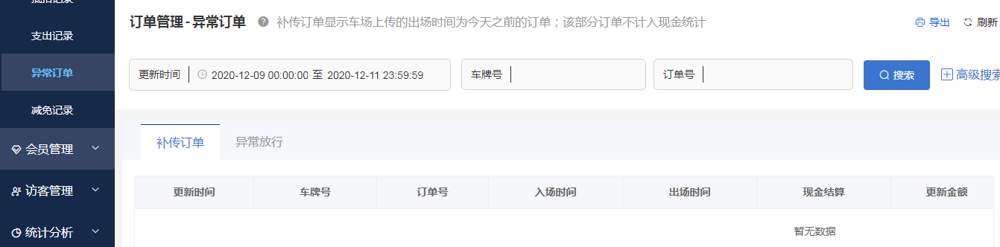 支出记录
异常订单
减免记录
会员管理
访客管理
统计分析
订单管理 - 异常订单 ? 补传订单显示车场上传的出场时间为今天之前的订单；该部分订单不计入现金统计
导出 刷新
更新时间 2020-12-09 00:00:00 至 2020-12-11 23:59:59 车牌号 订单号 搜索 高级搜索
补传订单 异常放行
更新时间 车牌号 订单号 入场时间 出场时间 现金结算 更新金额
暂无数据